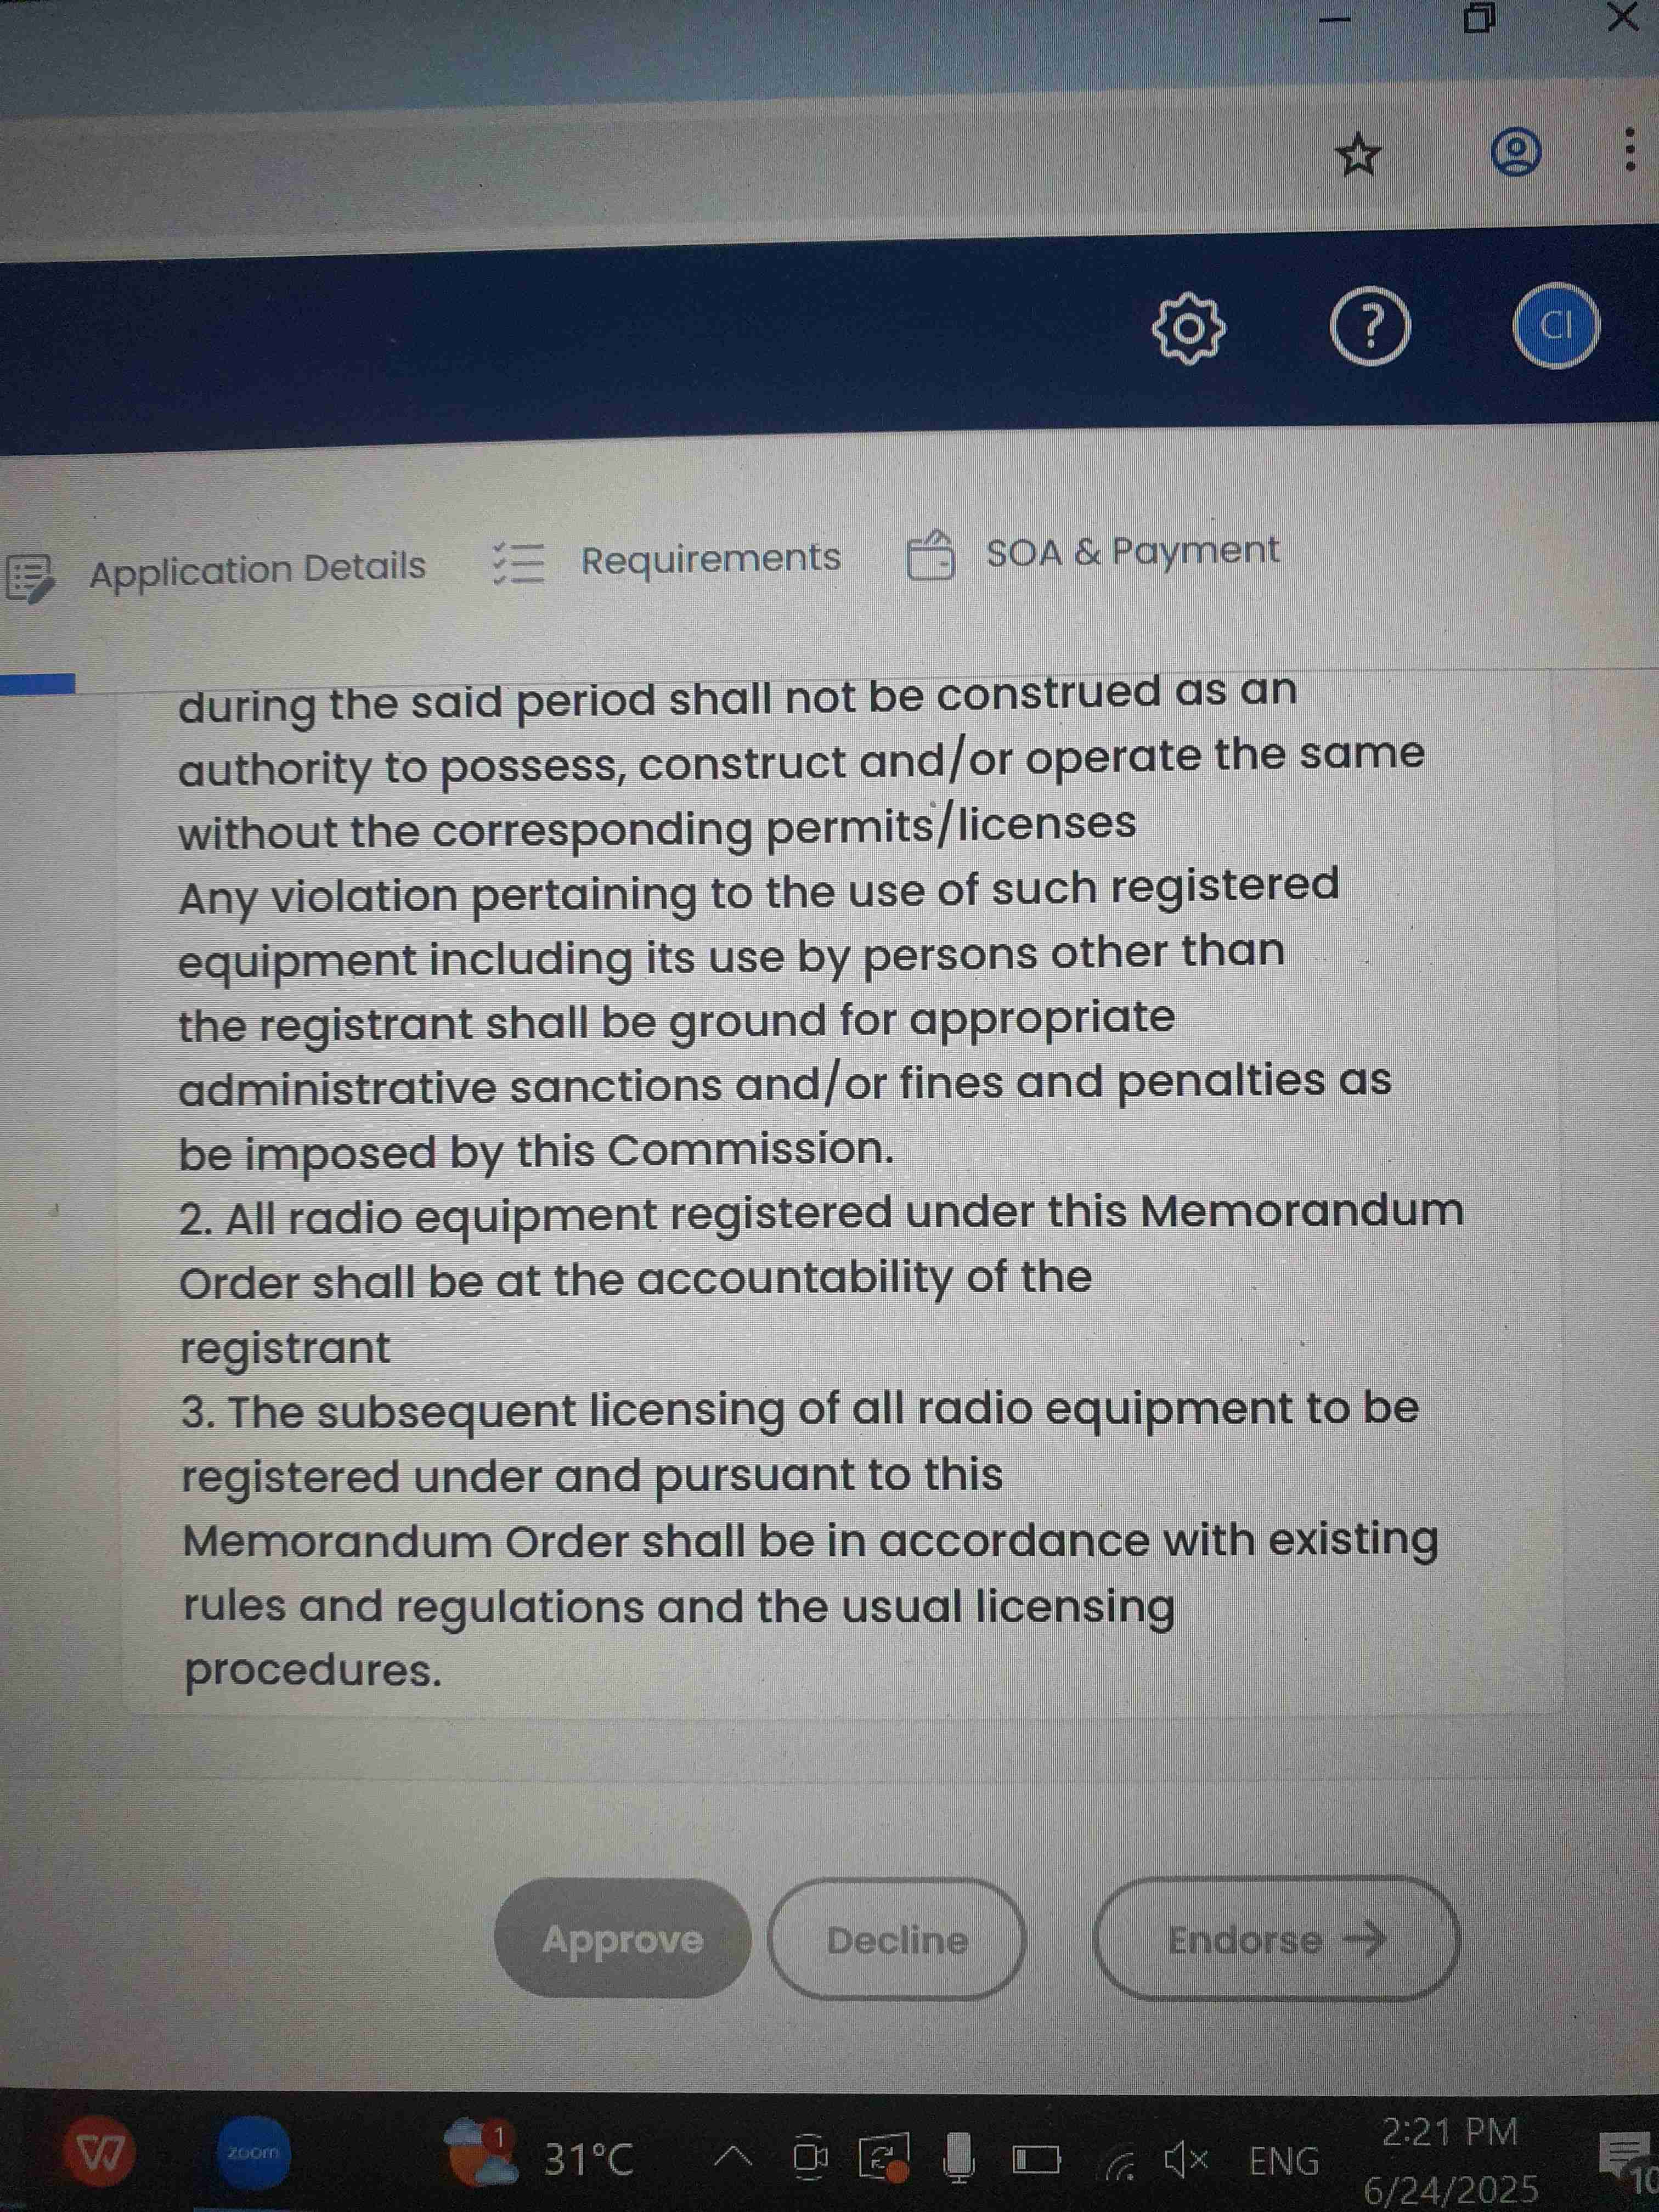 CI
Application Details
Requirements
SOA & Payment
during the said period shall not be construed as an
authority to possess, construct and/or operate the same
without the corresponding permits/licenses
Any violation pertaining to the use of such registered
equipment including its use by persons other than
the registrant shall be ground for appropriate
administrative sanctions and/or fines and penalties as
be imposed by this Commission.
2. All radio equipment registered under this Memorandum
Order shall be at the accountability of the
registrant
3. The subsequent licensing of all radio equipment to be
registered under and pursuant to this
Memorandum Order shall be in accordance with existing
rules and regulations and the usual licensing
procedures.
Approve
Decline
Endorse →
zoom
1
31°C
ENG
2:21 PM
6/24/2025
10